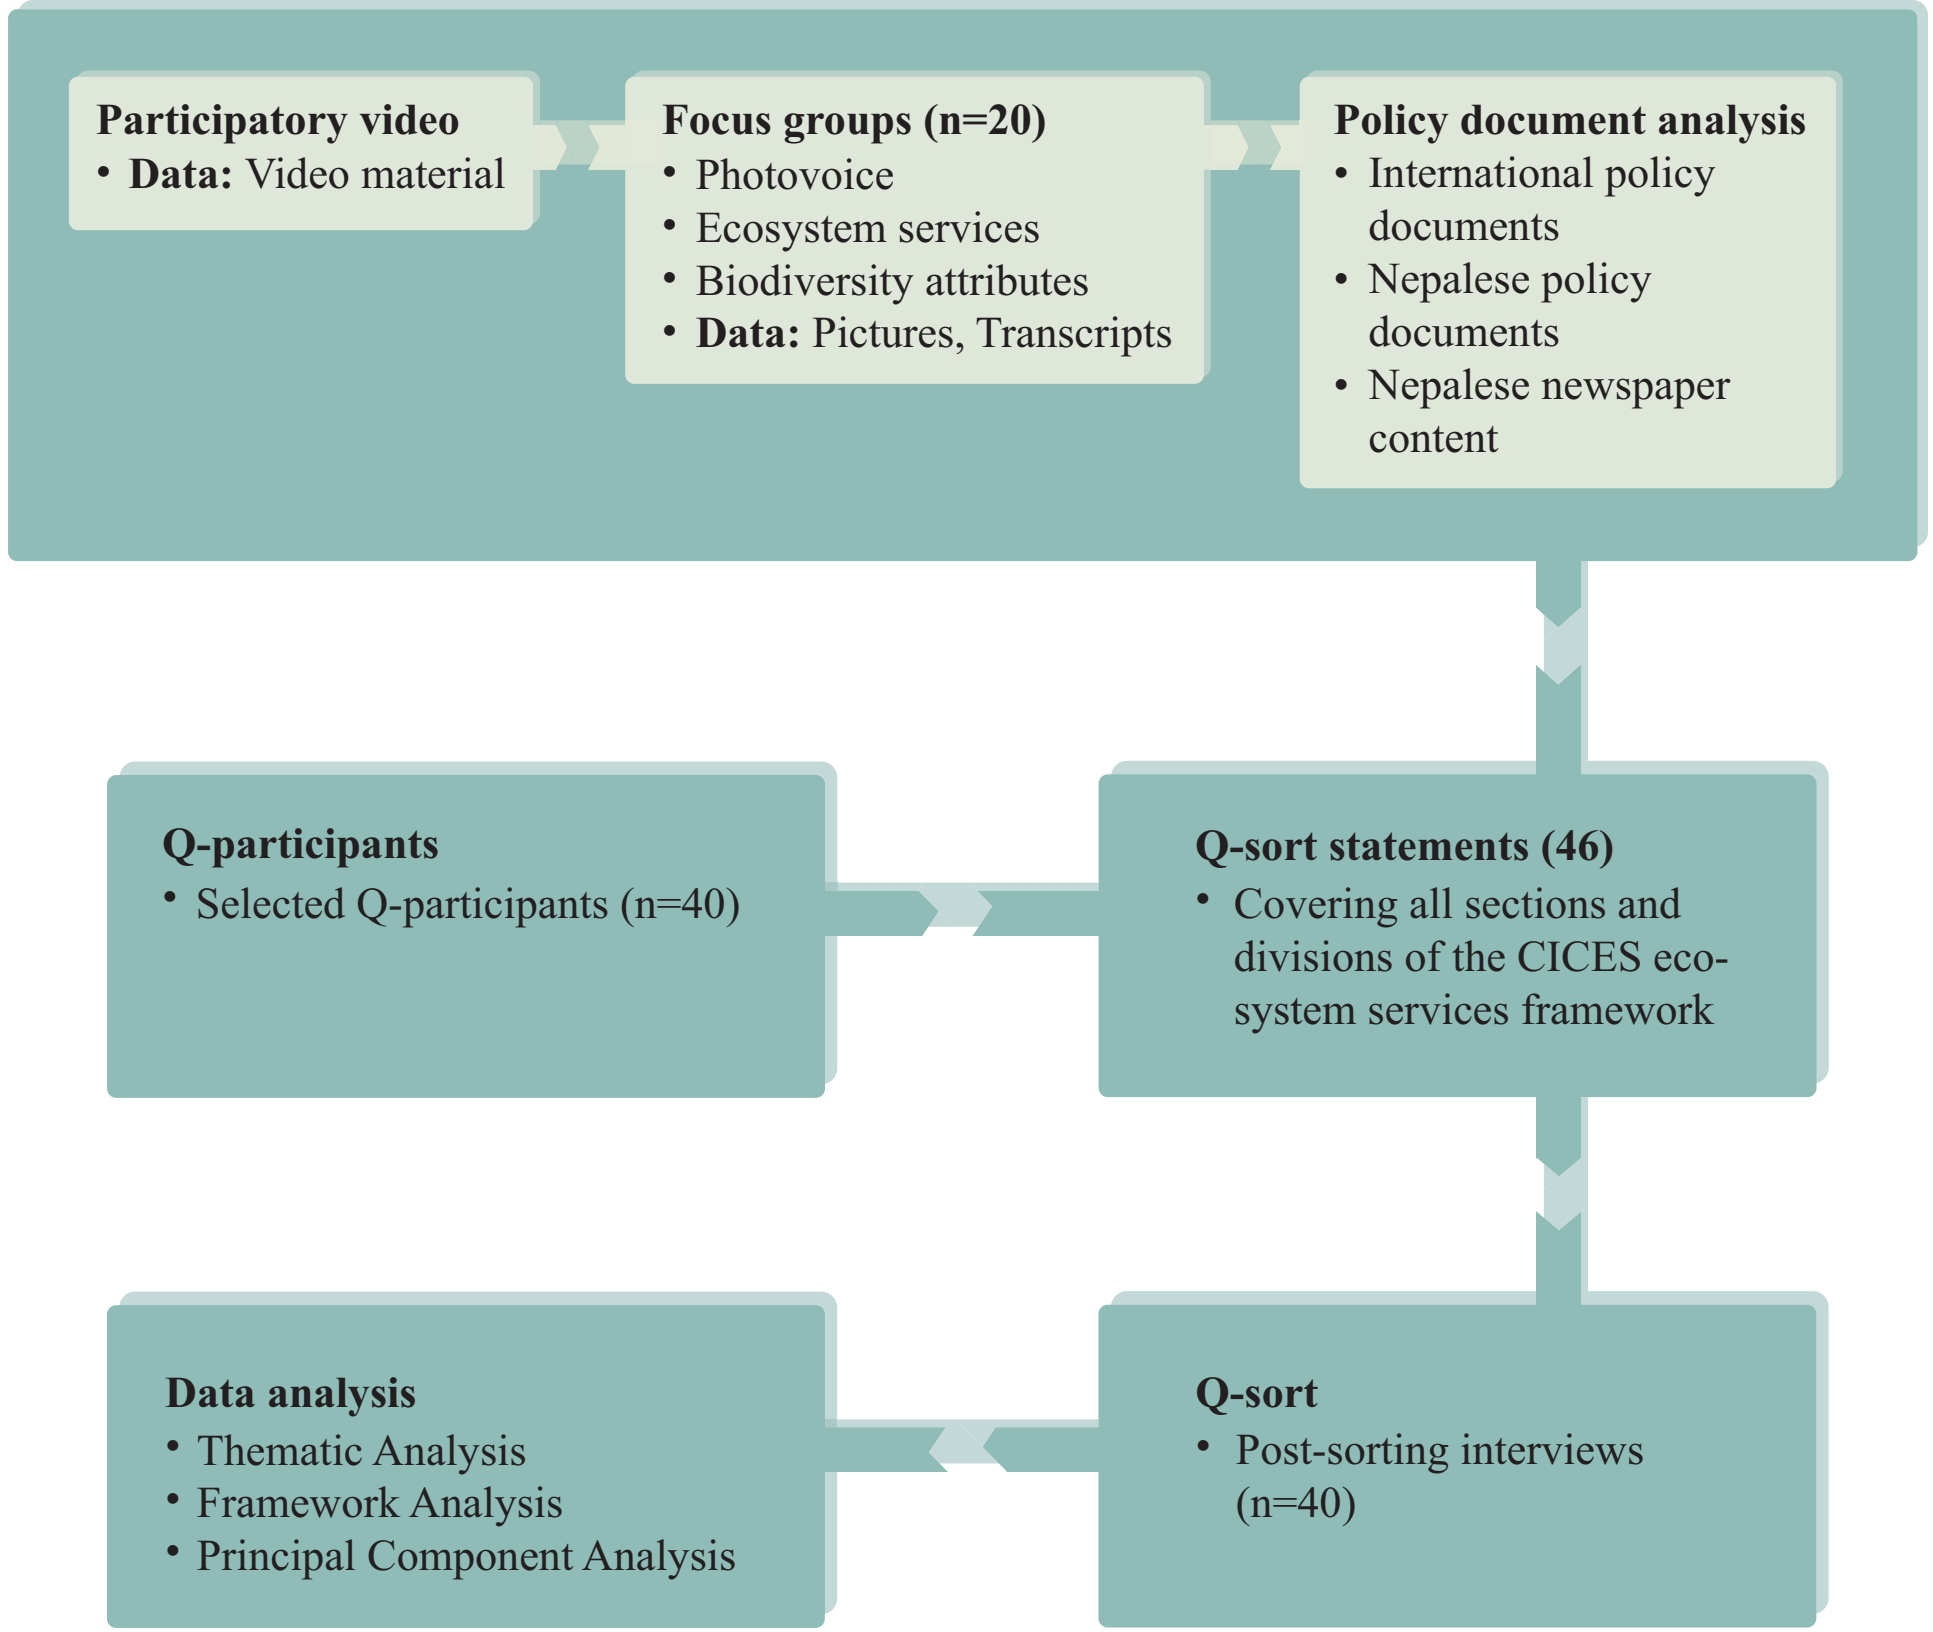 Participatory video
• Data: Video material
Focus groups (n=20)
• Photovoice
• Ecosystem services
• Biodiversity attributes
• Data: Pictures, Transcripts
Policy document analysis
• International policy
documents
• Nepalese policy
documents
• Nepalese newspaper
content
Q-participants
• Selected Q-participants (n=40)
Q-sort statements (46)
• Covering all sections and
divisions of the CICES eco-
system services framework
Data analysis
• Thematic Analysis
• Framework Analysis
• Principal Component Analysis
Q-sort
• Post-sorting interviews
(n=40)